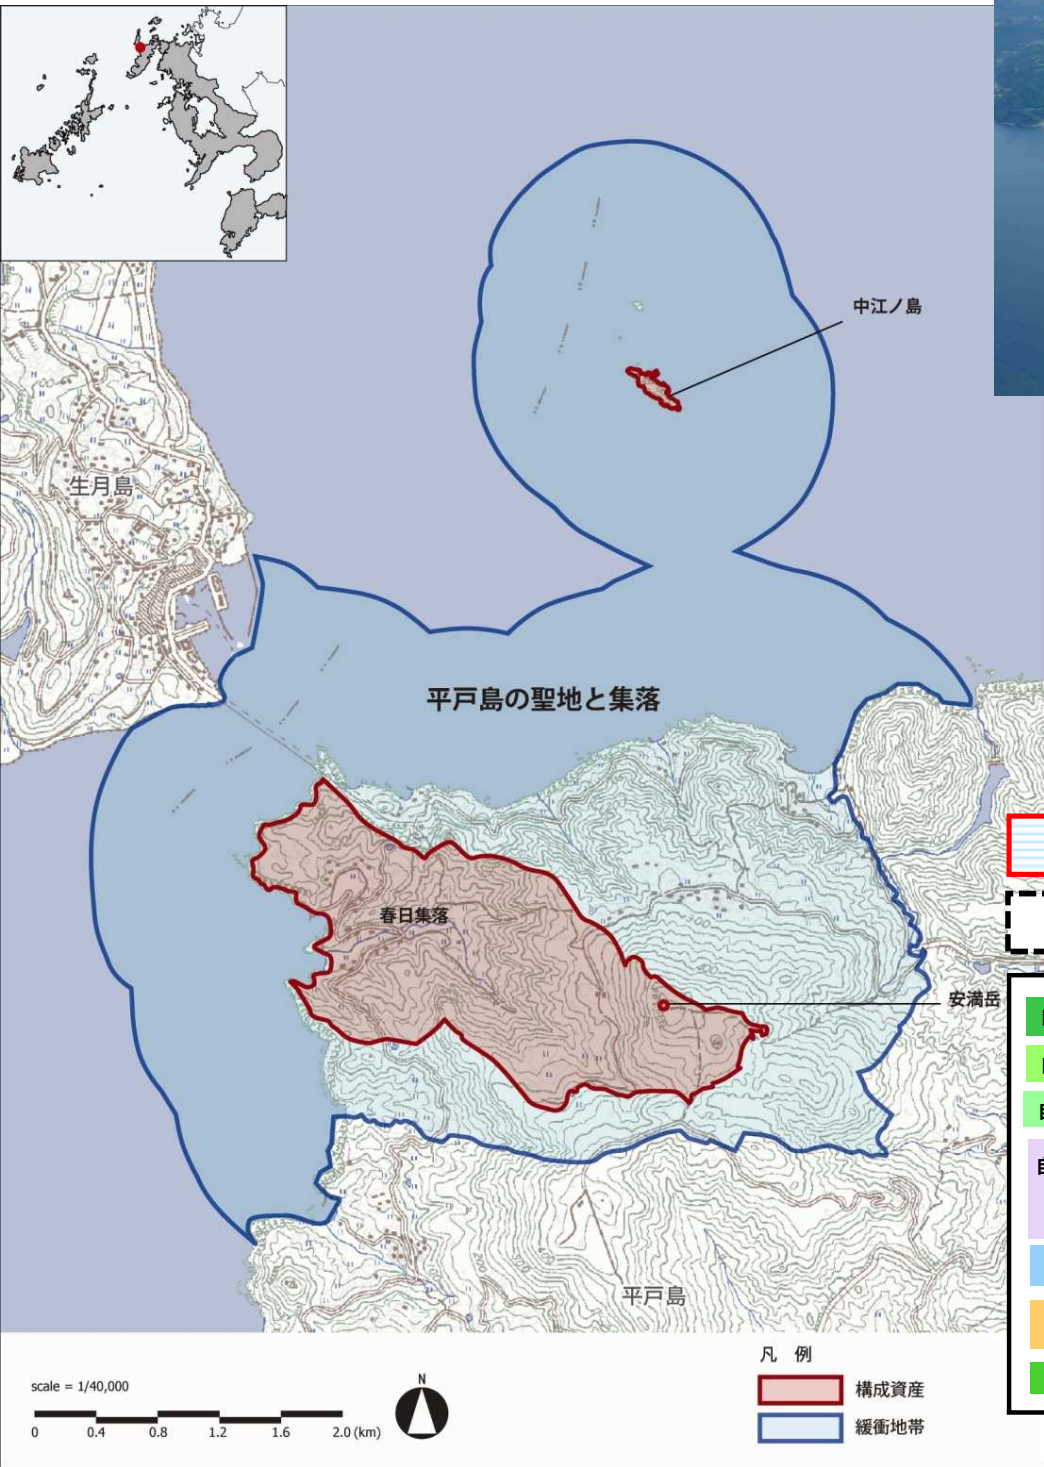 中江ノ島
生月島
平戸島の聖地と集落
春日集落
安満岳
平戸島
凡 例
scale = 1/40,000
N
構成資産
0 0.4 0.8 1.2 1.6 2.0 (km)
緩衝地帯